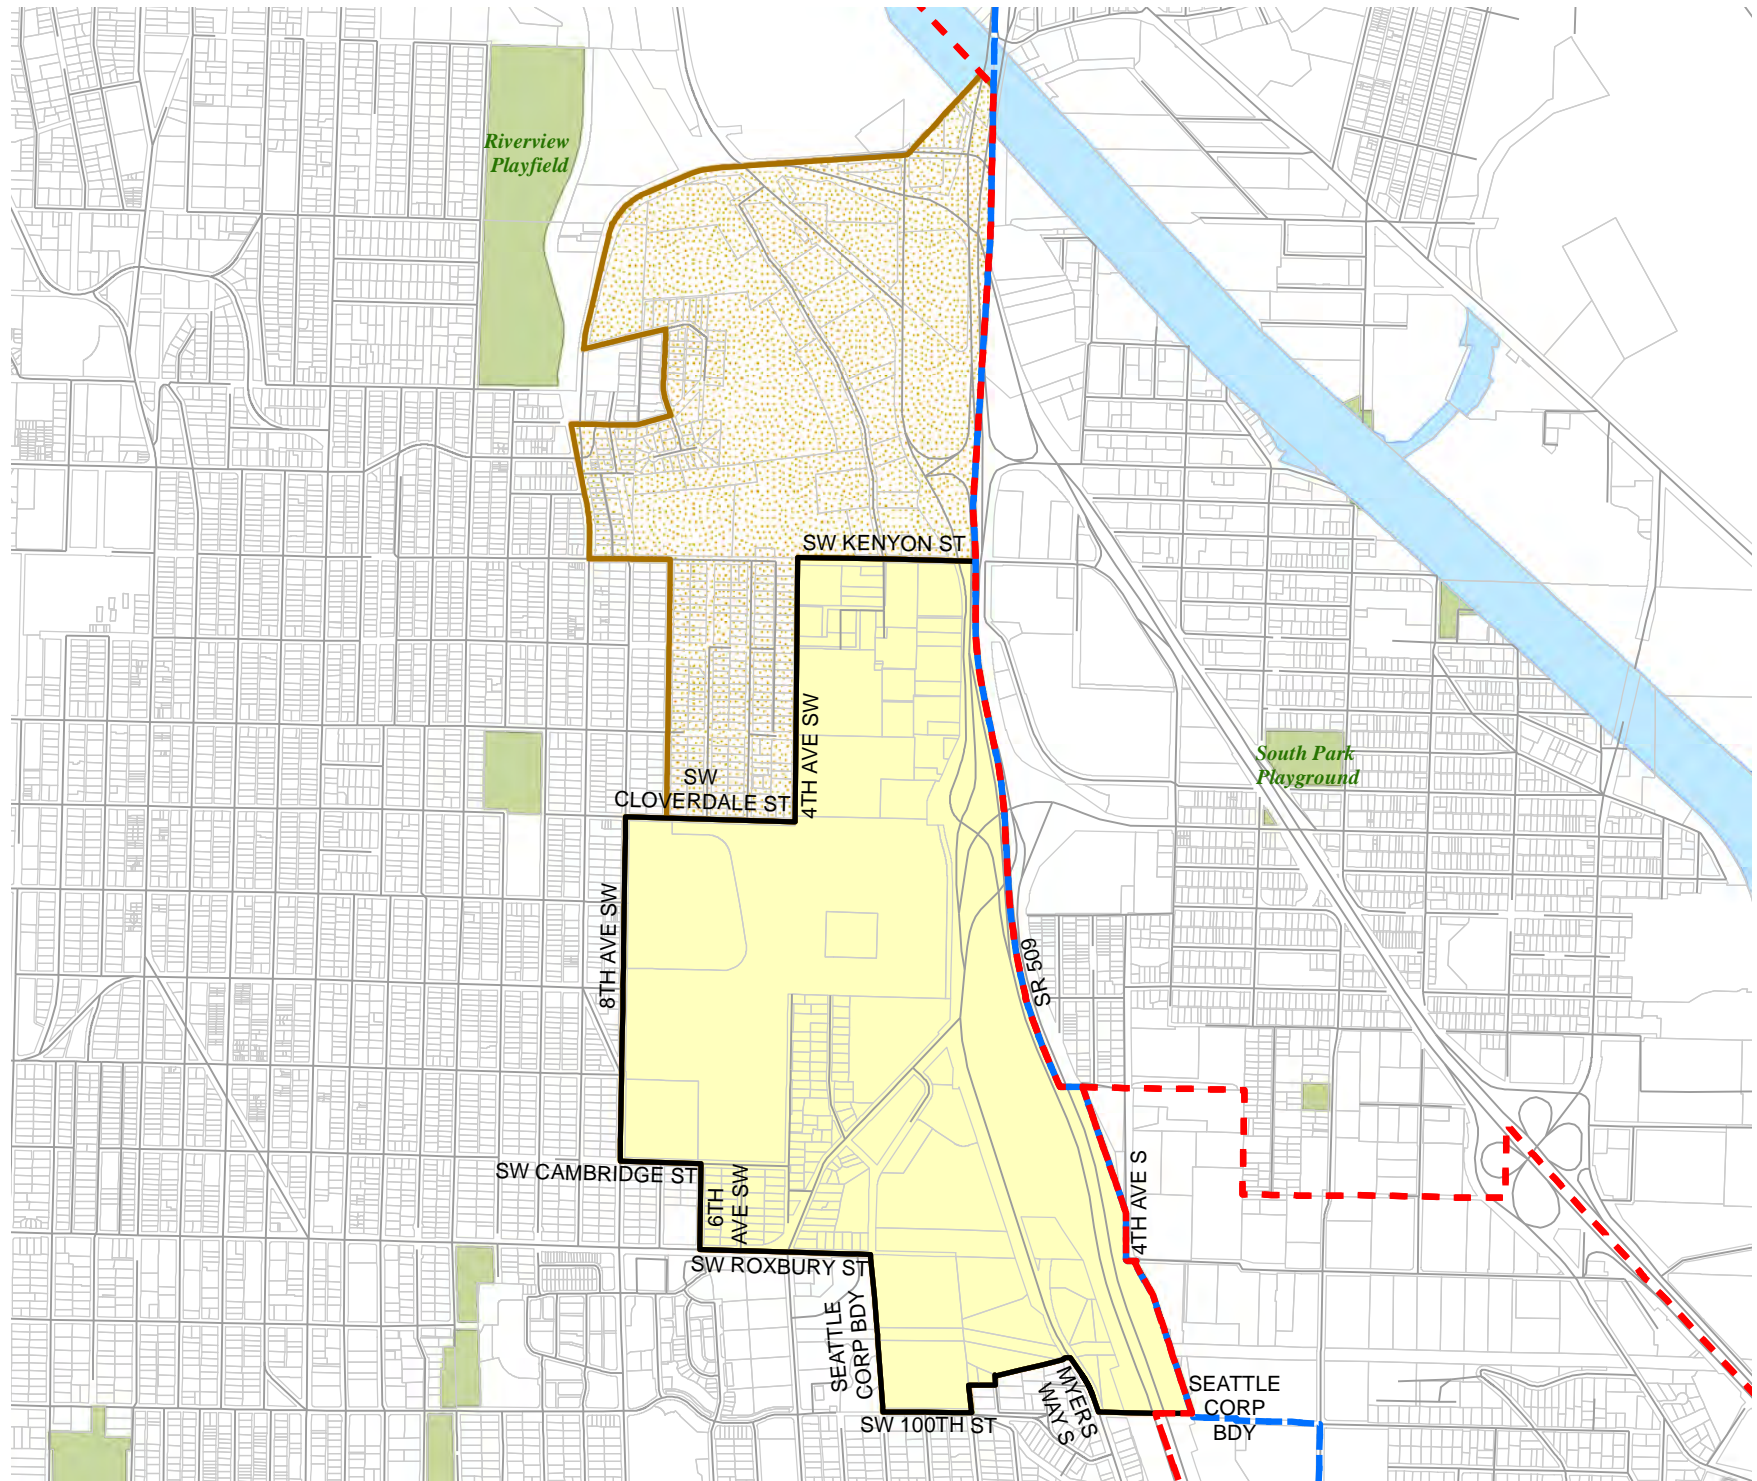 Riverview
Playfield
SW KENYON ST
4TH AVE SW
SW
CLOVERDALE ST
South Park
Playground
8TH AVE SW
SR 509
SW CAMBRIDGE ST
6TH
AVE SW
4TH AVE S
SW ROXBURY ST
SEATTLE
CORP BDY
MYERS
WAY S
SW 100TH ST
SEATTLE
CORP
BDY